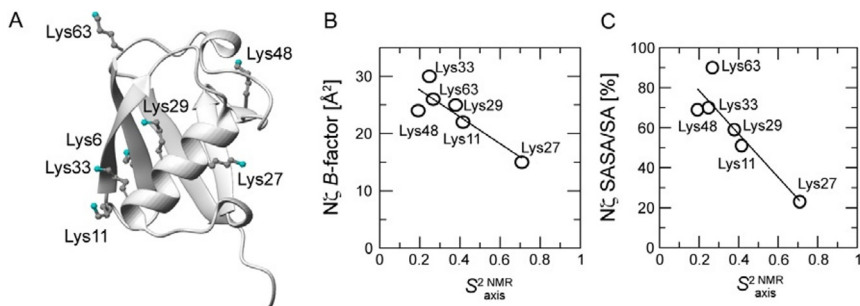 A
Lys63
Lys48
Lys29
Lys6
Lys33
Lys27
Lys11
B
Nζ B-factor [Å²]
30
20
10
0
Lys33
Lys63
Lys29
Lys48
Lys11
Lys27
0 0.2 0.4 0.6 0.8 1
S² NMR axis
C
Nζ SASA/SA [%]
100
80
60
40
20
0
Lys63
Lys33
Lys48
Lys29
Lys11
Lys27
0 0.2 0.4 0.6 0.8 1
S² NMR axis